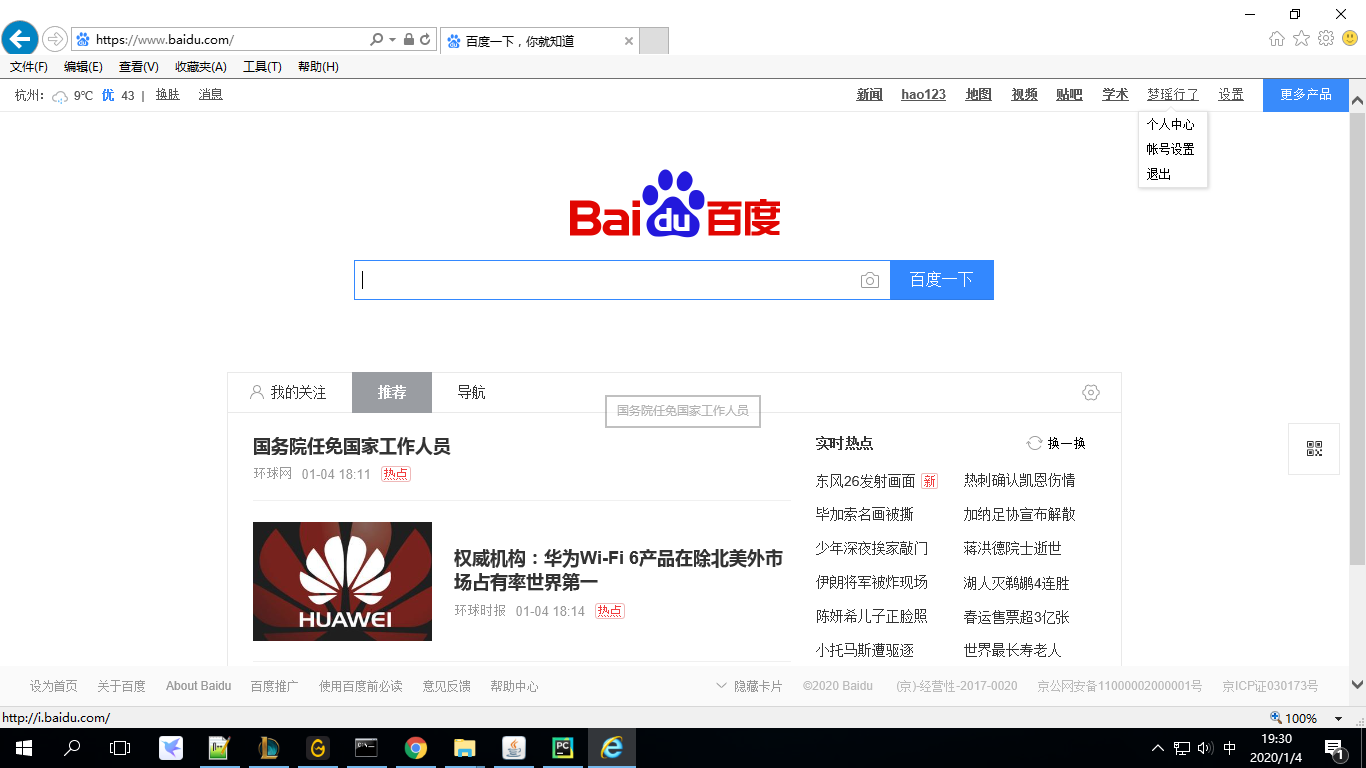 https://www.baidu.com/
百度一下，你就知道
文件(F) 编辑(E) 查看(V) 收藏夹(A) 工具(T) 帮助(H)
杭州： 9℃ 优 43 | 换肤 消息
新闻 hao123 地图 视频 贴吧 学术 梦瑶行了 设置 更多产品
个人中心
帐号设置
退出
Bai du 百度
百度一下
我的关注 推荐 导航
国务院任免国家工作人员
国务院任免国家工作人员
环球网 01-04 18:11 热点
HUAWEI
权威机构：华为Wi-Fi 6产品在除北美外市
场占有率世界第一
环球时报 01-04 18:14 热点
实时热点 换一换
东风26发射画面 新 热刺确认凯恩伤情
毕加索名画被撕 加纳足协宣布解散
少年深夜挨家敲门 蒋洪德院士逝世
伊朗将军被炸现场 湖人灭鹈鹕4连胜
陈妍希儿子正脸照 春运售票超3亿张
小托马斯遭驱逐 世界最长寿老人
设为首页 关于百度 About Baidu 百度推广 使用百度前必读 意见反馈 帮助中心 隐藏卡片 ©2020 Baidu (京)-经营性-2017-0020 京公网安备11000002000001号 京ICP证030173号
http://i.baidu.com/
100%
PC
中
19:30
2020/1/4
1